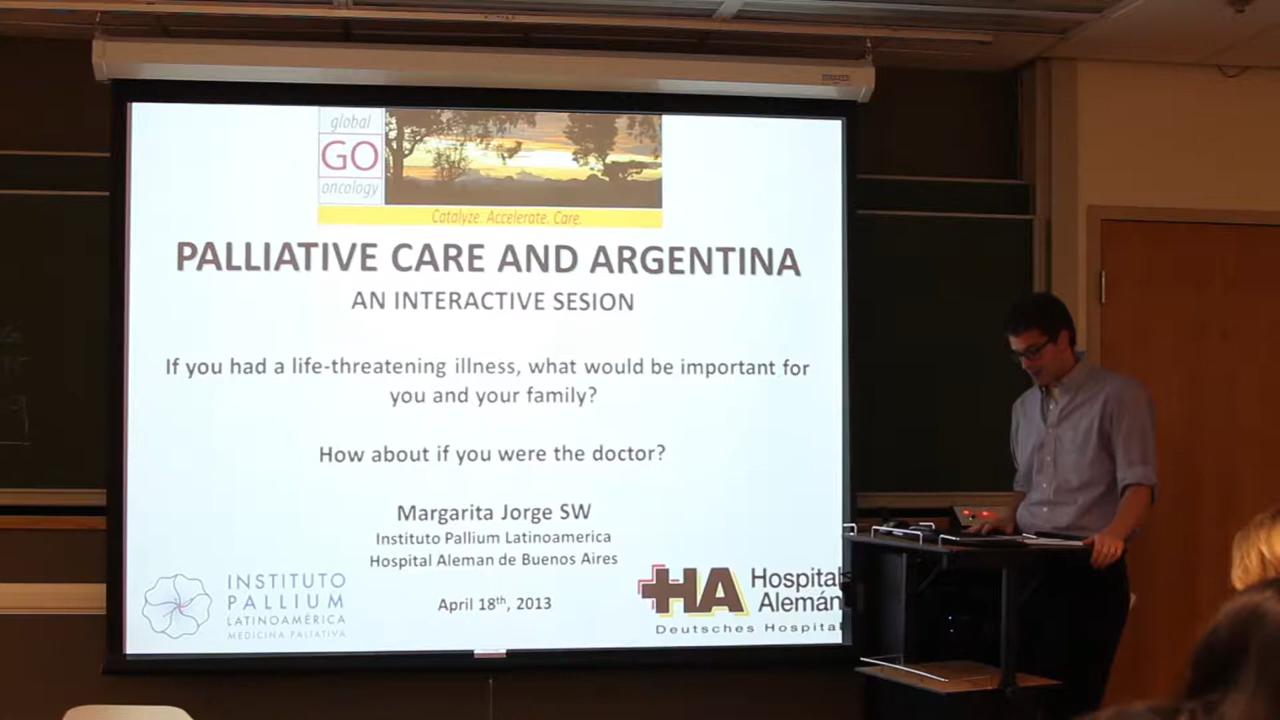 global
GO
oncology
Catalyze. Accelerate. Care.
PALLIATIVE CARE AND ARGENTINA
AN INTERACTIVE SESION
If you had a life-threatening illness, what would be important for
you and your family?
How about if you were the doctor?
Margarita Jorge SW
Instituto Pallium Latinoamerica
Hospital Aleman de Buenos Aires
April 18th, 2013
INSTITUTO
PALLIUM
LATINOAMÉRICA
MEDICINA PALIATIVA
HA
Hospital
Alemán
Deutsches Hospital